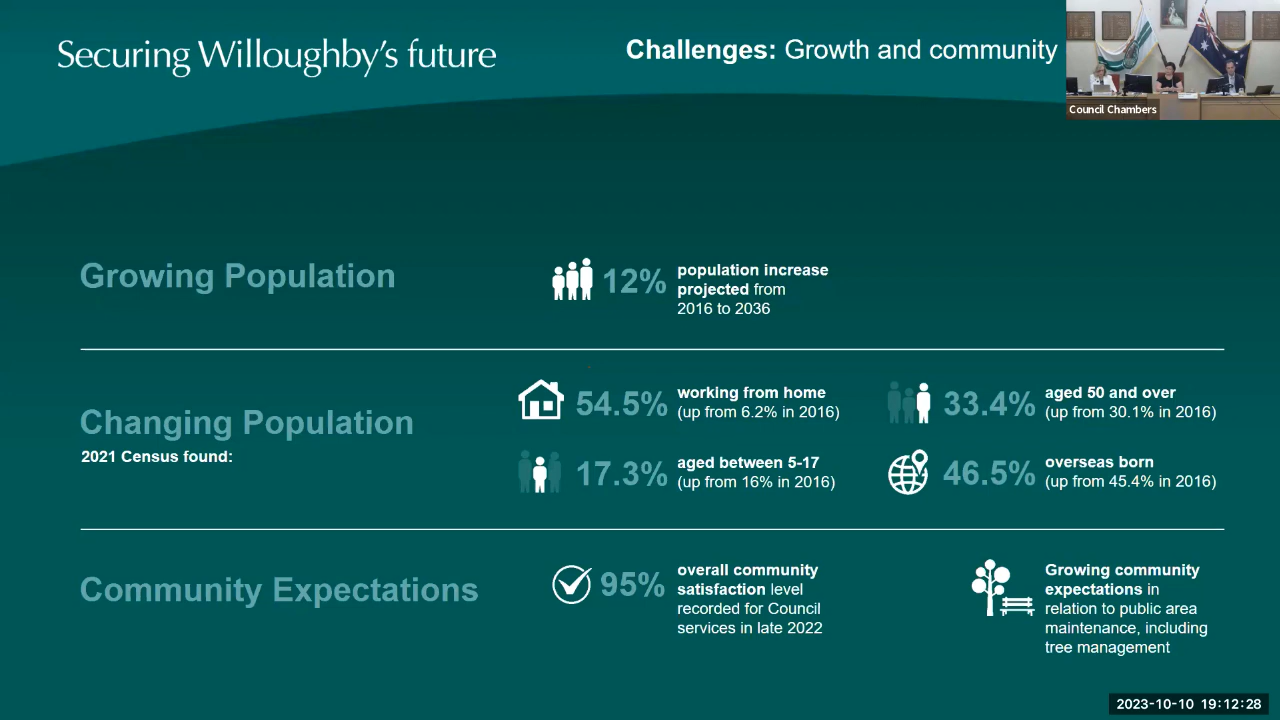 Securing Willoughby's future
Challenges: Growth and community
Council Chambers
Growing Population
12%
population increase
projected from
2016 to 2036
Changing Population
2021 Census found:
54.5%
working from home
(up from 6.2% in 2016)
33.4%
aged 50 and over
(up from 30.1% in 2016)
17.3%
aged between 5-17
(up from 16% in 2016)
46.5%
overseas born
(up from 45.4% in 2016)
Community Expectations
95%
overall community
satisfaction level
recorded for Council
services in late 2022
Growing community
expectations in
relation to public area
maintenance, including
tree management
2023-10-10 19:12:28